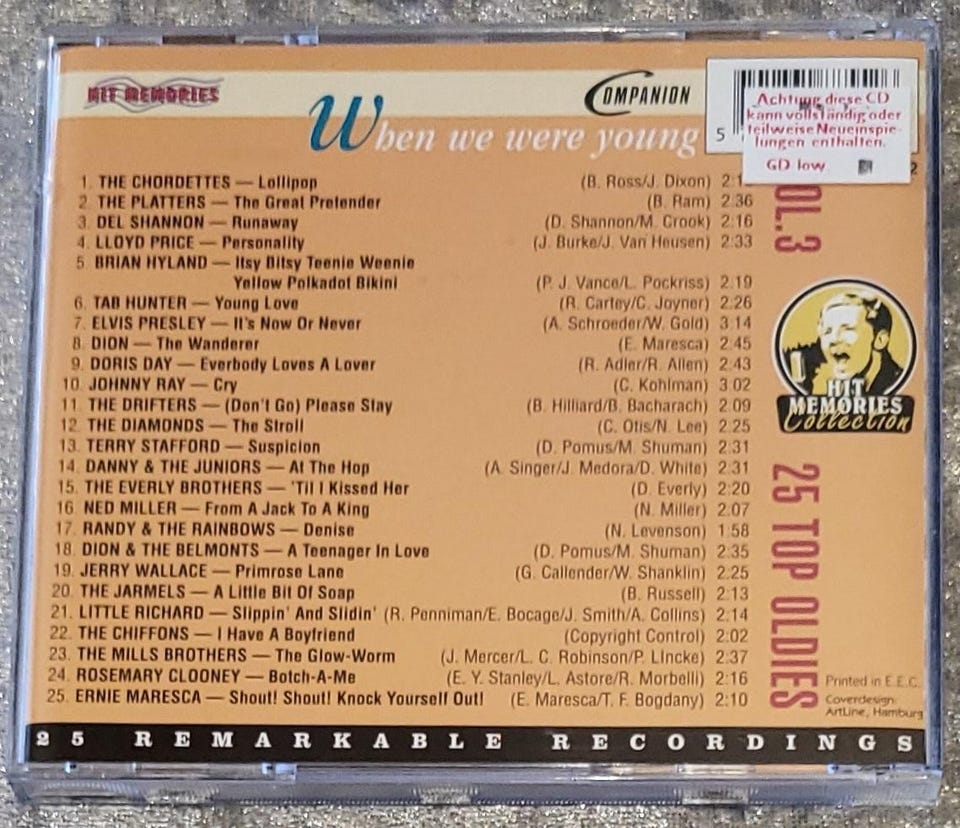 HIT MEMORIES
COMPANION
When we were young
5
Achtung diese CD
kann vollständig oder
teilweise Neueinspie-
lungen enthalten.
GD low
2
VOL.3
1. THE CHORDETTES — Lollipop (B. Ross/J. Dixon)
2. THE PLATTERS — The Great Pretender (B. Ram) 2:36
3. DEL SHANNON — Runaway (D. Shannon/M. Crook) 2:16
4. LLOYD PRICE — Personality (J. Burke/J. Van Heusen) 2:33
5. BRIAN HYLAND — Itsy Bitsy Teenie Weenie
Yellow Polkadot Bikini (P. J. Vance/L. Pockriss) 2:19
6. TAB HUNTER — Young Love (R. Cartey/C. Joyner) 2:26
7. ELVIS PRESLEY — It's Now Or Never (A. Schroeder/W. Gold) 3:14
8. DION — The Wanderer (E. Maresca) 2:45
9. DORIS DAY — Everbody Loves A Lover (R. Adler/R. Allen) 2:43
10. JOHNNY RAY — Cry (C. Kohlman) 3:02
11. THE DRIFTERS — (Don't Go) Please Stay (B. Hilliard/B. Bacharach) 2:09
12. THE DIAMONDS — The Stroll (C. Otis/N. Lee) 2:25
13. TERRY STAFFORD — Suspicion (D. Pomus/M. Shuman) 2:31
14. DANNY & THE JUNIORS — At The Hop (A. Singer/J. Medora/D. White) 2:31
15. THE EVERLY BROTHERS — 'Til I Kissed Her (D. Everly) 2:20
16. NED MILLER — From A Jack To A King (N. Miller) 2:07
17. RANDY & THE RAINBOWS — Denise (N. Levenson) 1:58
18. DION & THE BELMONTS — A Teenager In Love (D. Pomus/M. Shuman) 2:35
19. JERRY WALLACE — Primrose Lane (G. Callender/W. Shanklin) 2:25
20. THE JARMELS — A Little Bit Of Soap (B. Russell) 2:13
21. LITTLE RICHARD — Slippin' And Slidin' (R. Penniman/E. Bocage/J. Smith/A. Collins) 2:14
22. THE CHIFFONS — I Have A Boyfriend (Copyright Control) 2:02
23. THE MILLS BROTHERS — The Glow-Worm (J. Mercer/L. C. Robinson/P. LIncke) 2:37
24. ROSEMARY CLOONEY — Botch-A-Me (E. Y. Stanley/L. Astore/R. Morbelli) 2:16
25. ERNIE MARESCA — Shout! Shout! Knock Yourself Out! (E. Maresca/T. F. Bogdany) 2:10
HIT
MEMORIES
Collection
25 TOP OLDIES
Printed in E.E.C.
Coverdesign:
ArtLine, Hamburg
25 REMARKABLE RECORDINGS